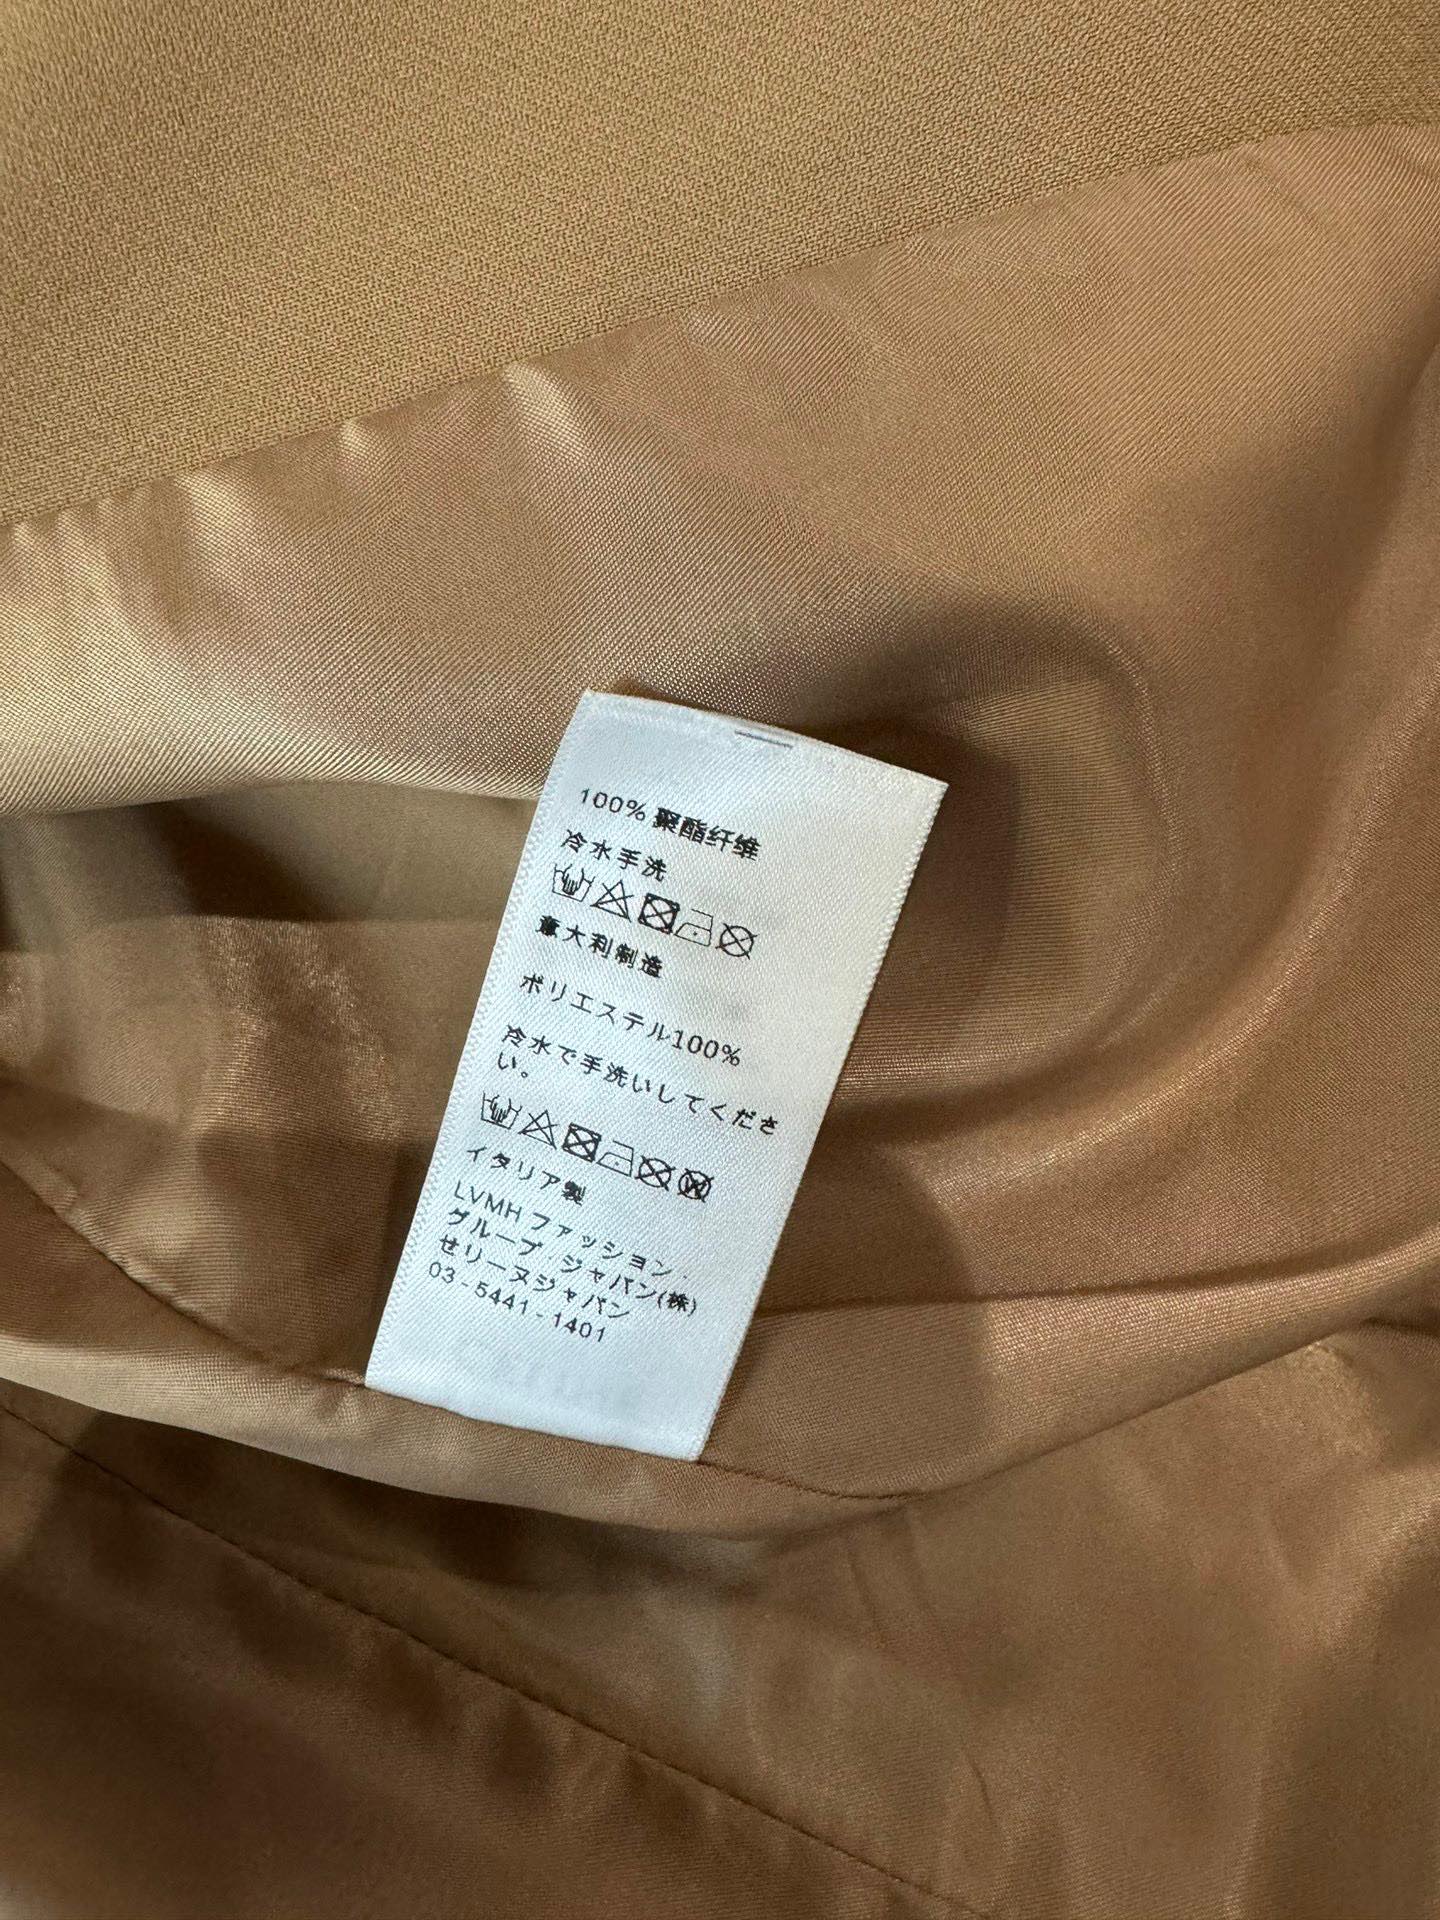 100% 聚酯纤维
冷水手洗
意大利制造
ポリエステル100%
冷水で手洗いしてくださ
い。
イタリア製
LVMH ファッション.
グループ.ジャパン(株)
せリーヌジャパン
03-5441-1401